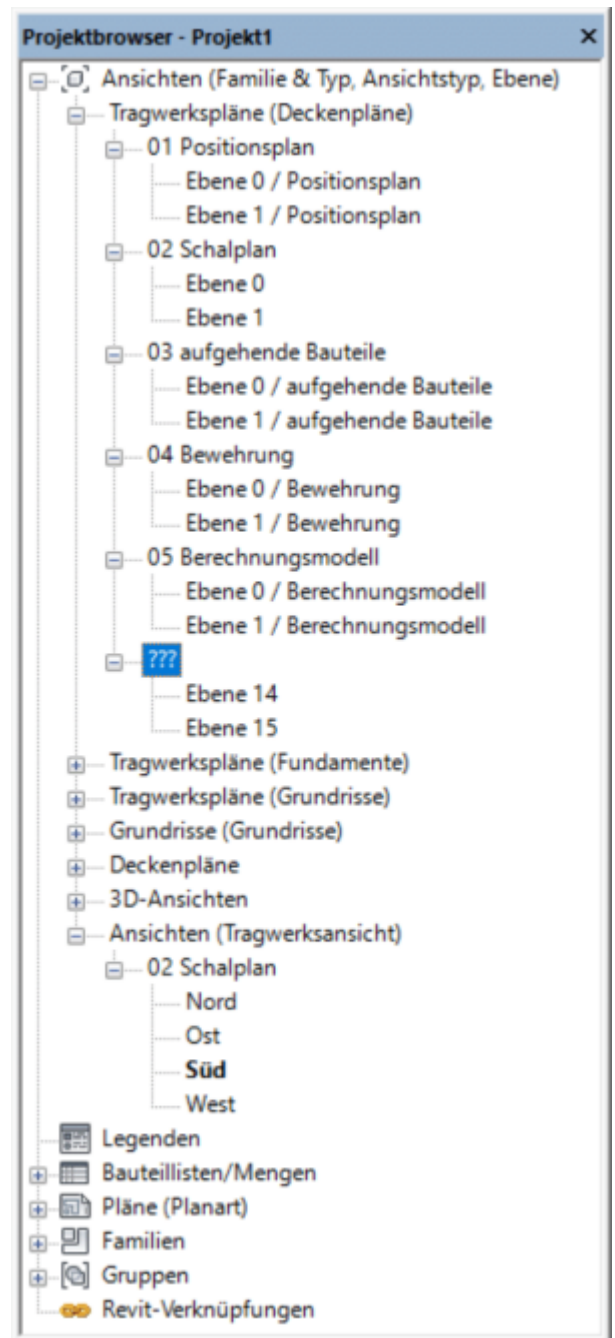 Projektbrowser - Projekt1
Ansichten (Familie & Typ, Ansichtstyp, Ebene)
Tragwerkspläne (Deckenpläne)
01 Positionsplan
Ebene 0 / Positionsplan
Ebene 1 / Positionsplan
02 Schalplan
Ebene 0
Ebene 1
03 aufgehende Bauteile
Ebene 0 / aufgehende Bauteile
Ebene 1 / aufgehende Bauteile
04 Bewehrung
Ebene 0 / Bewehrung
Ebene 1 / Bewehrung
05 Berechnungsmodell
Ebene 0 / Berechnungsmodell
Ebene 1 / Berechnungsmodell
???
Ebene 14
Ebene 15
Tragwerkspläne (Fundamente)
Tragwerkspläne (Grundrisse)
Grundrisse (Grundrisse)
Deckenpläne
3D-Ansichten
Ansichten (Tragwerksansicht)
02 Schalplan
Nord
Ost
Süd
West
Legenden
Bauteillisten/Mengen
Pläne (Planart)
Familien
Gruppen
Revit-Verknüpfungen